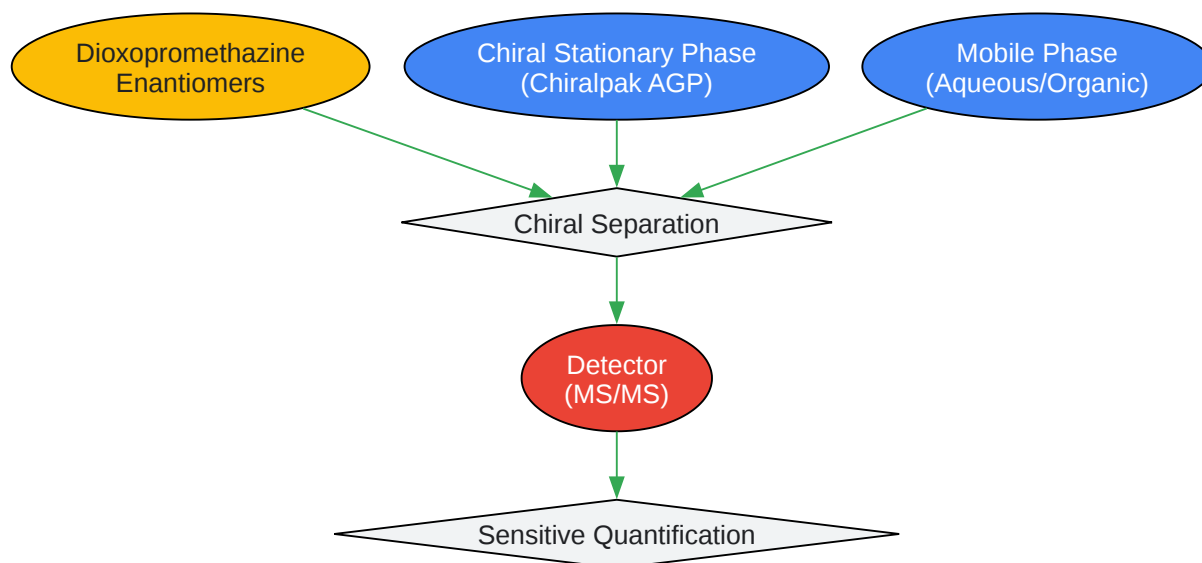 Dioxopromethazine
Enantiomers
Chiral Stationary Phase
(Chiralpak AGP)
Mobile Phase
(Aqueous/Organic)
Chiral Separation
Detector
(MS/MS)
Sensitive Quantification